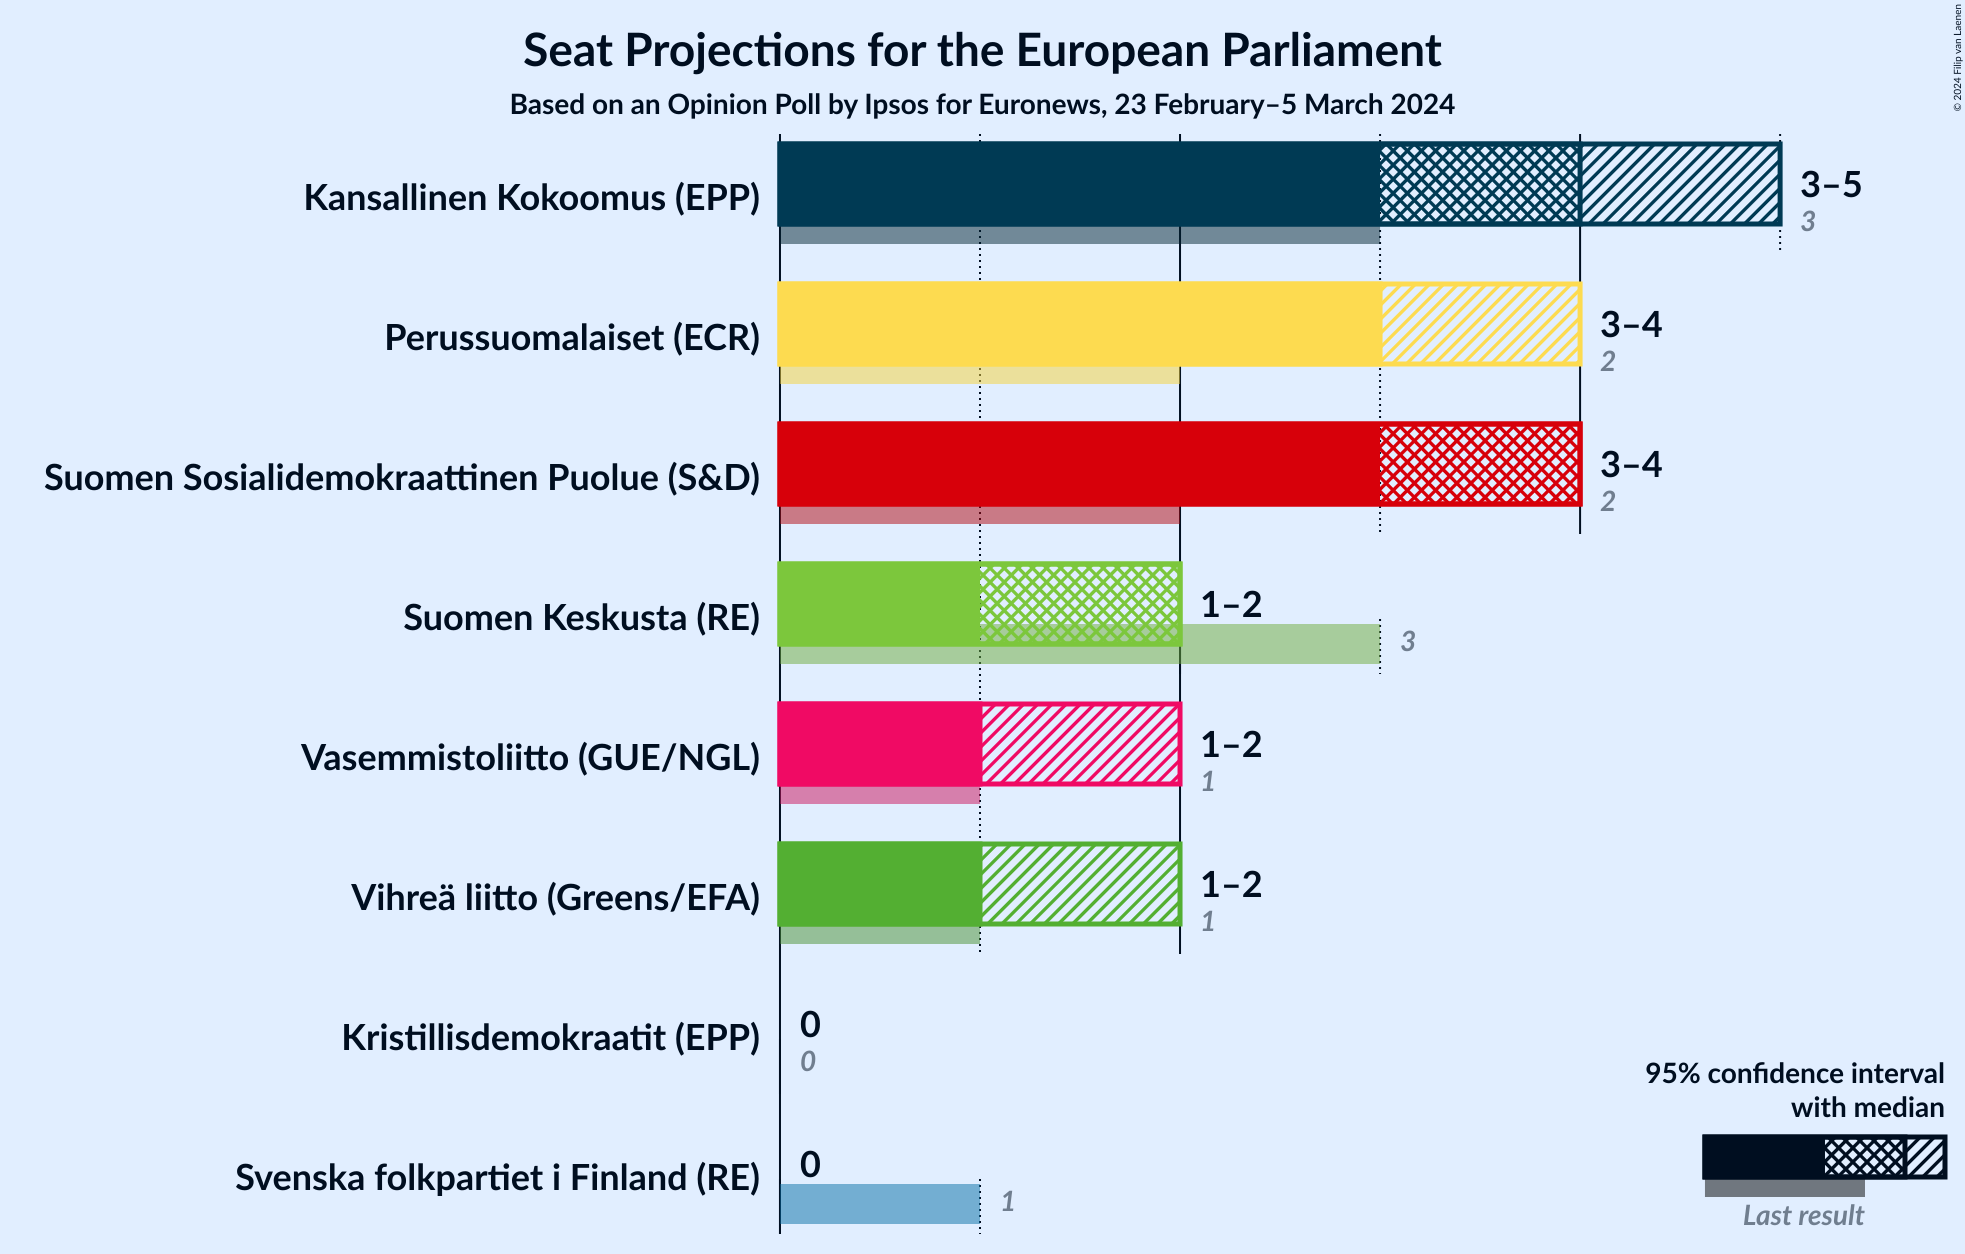 Seat Projections for the European Parliament
Based on an Opinion Poll by Ipsos for Euronews, 23 February–5 March 2024
© 2024 Filip van Laenen
Kansallinen Kokoomus (EPP)
3–5
3
Perussuomalaiset (ECR)
3–4
2
Suomen Sosialidemokraattinen Puolue (S&D)
3–4
2
Suomen Keskusta (RE)
1–2
3
Vasemmistoliitto (GUE/NGL)
1–2
1
Vihreä liitto (Greens/EFA)
1–2
1
Kristillisdemokraatit (EPP)
0
0
Svenska folkpartiet i Finland (RE)
0
1
95% confidence interval
with median
Last result